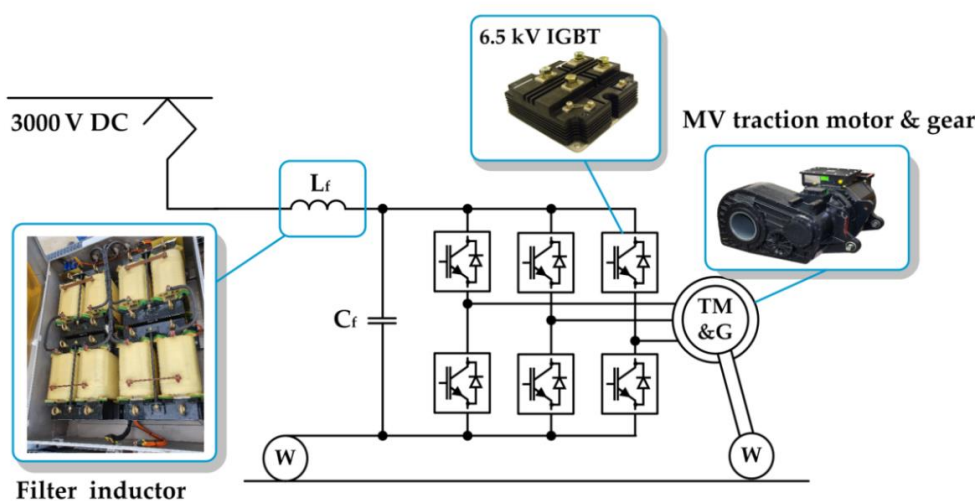 6.5 kV IGBT
3000 V DC
MV traction motor & gear
Lf
Cf
TM
&G
W
W
Filter inductor